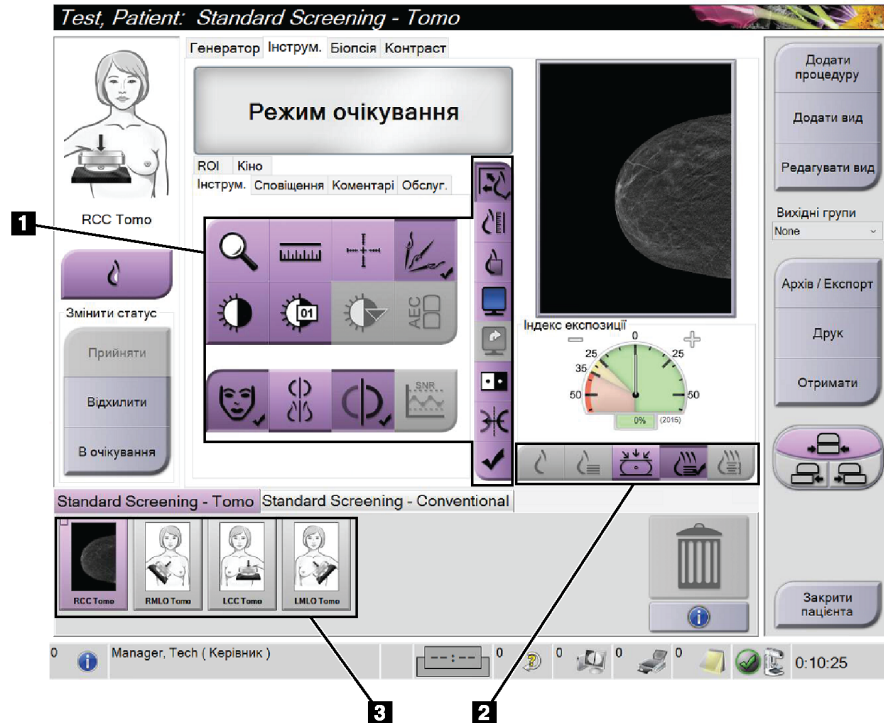 Test, Patient: Standard Screening - Tomo
Генератор Інструм. Біопсія Контраст
Режим очікування
ROI Кіно
Інструм. Сповіщення Коментарі Обслуг.
RCC Tomo
1
Змінити статус
Прийняти
Відхилити
В очікування
01
AEC
SNR
Індекс експозиції
0
25
25
35
50
50
0%
(2015)
Додати
процедуру
Додати вид
Редагувати вид
Вихідні групи
None
Архів / Експорт
Друк
Отримати
Standard Screening - Tomo Standard Screening - Conventional
RCC Tomo
RMLO Tomo
LCC Tomo
LMLO Tomo
Закрити
пацієнта
0 Manager, Tech ( Керівник ) --:-- 0 0 0 0 0:10:25
3
2